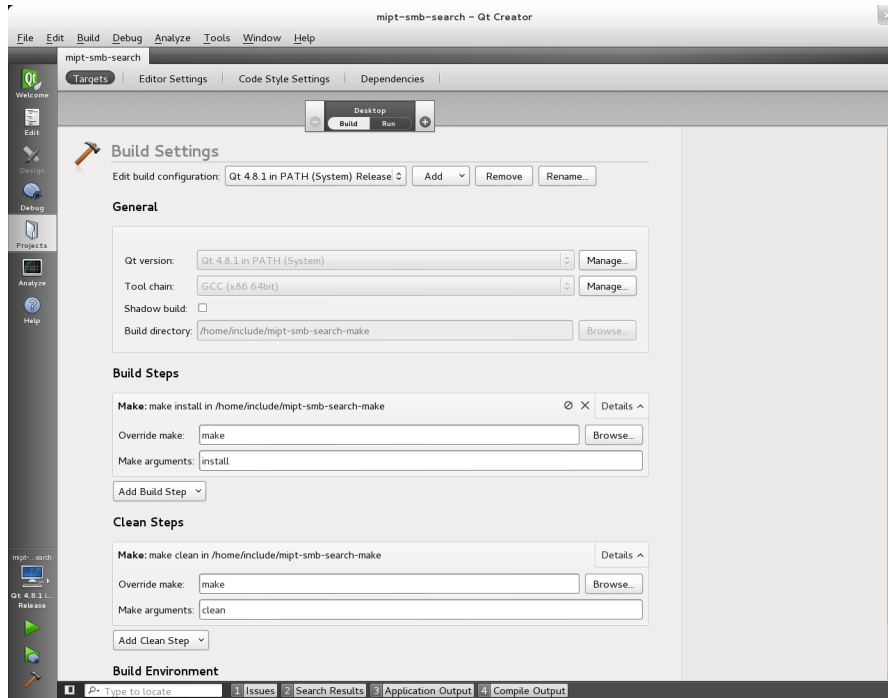 mipt-smb-search - Qt Creator
File Edit Build Debug Analyze Tools Window Help
mipt-smb-search
Targets Editor Settings Code Style Settings Dependencies
Qt
Welcome
Edit
Design
Debug
Projects
Analyze
Help
Desktop
Build Run
Build Settings
Edit build configuration: Qt 4.8.1 in PATH (System) Release Add Remove Rename...
General
Qt version: Qt 4.8.1 in PATH (System) Manage...
Tool chain: GCC (x86 64bit) Manage...
Shadow build:
Build directory: /home/include/mipt-smb-search-make Browse...
Build Steps
Make: make install in /home/include/mipt-smb-search-make Details
Override make: make Browse...
Make arguments: install
Add Build Step
Clean Steps
Make: make clean in /home/include/mipt-smb-search-make Details
Override make: make Browse...
Make arguments: clean
Add Clean Step
Build Environment
mipt-...earch
Qt 4.8.1 i...
Release
Type to locate 1 Issues 2 Search Results 3 Application Output 4 Compile Output